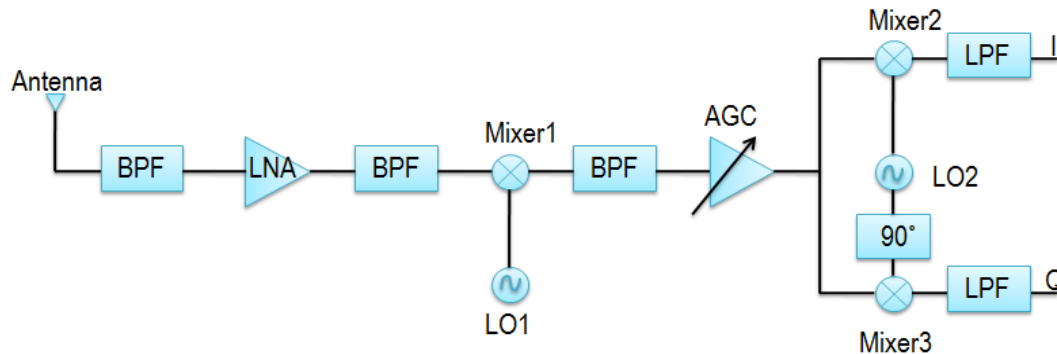 Antenna
BPF
LNA
BPF
Mixer1
LO1
BPF
AGC
Mixer2
LPF
I
LO2
90°
Mixer3
LPF
Q